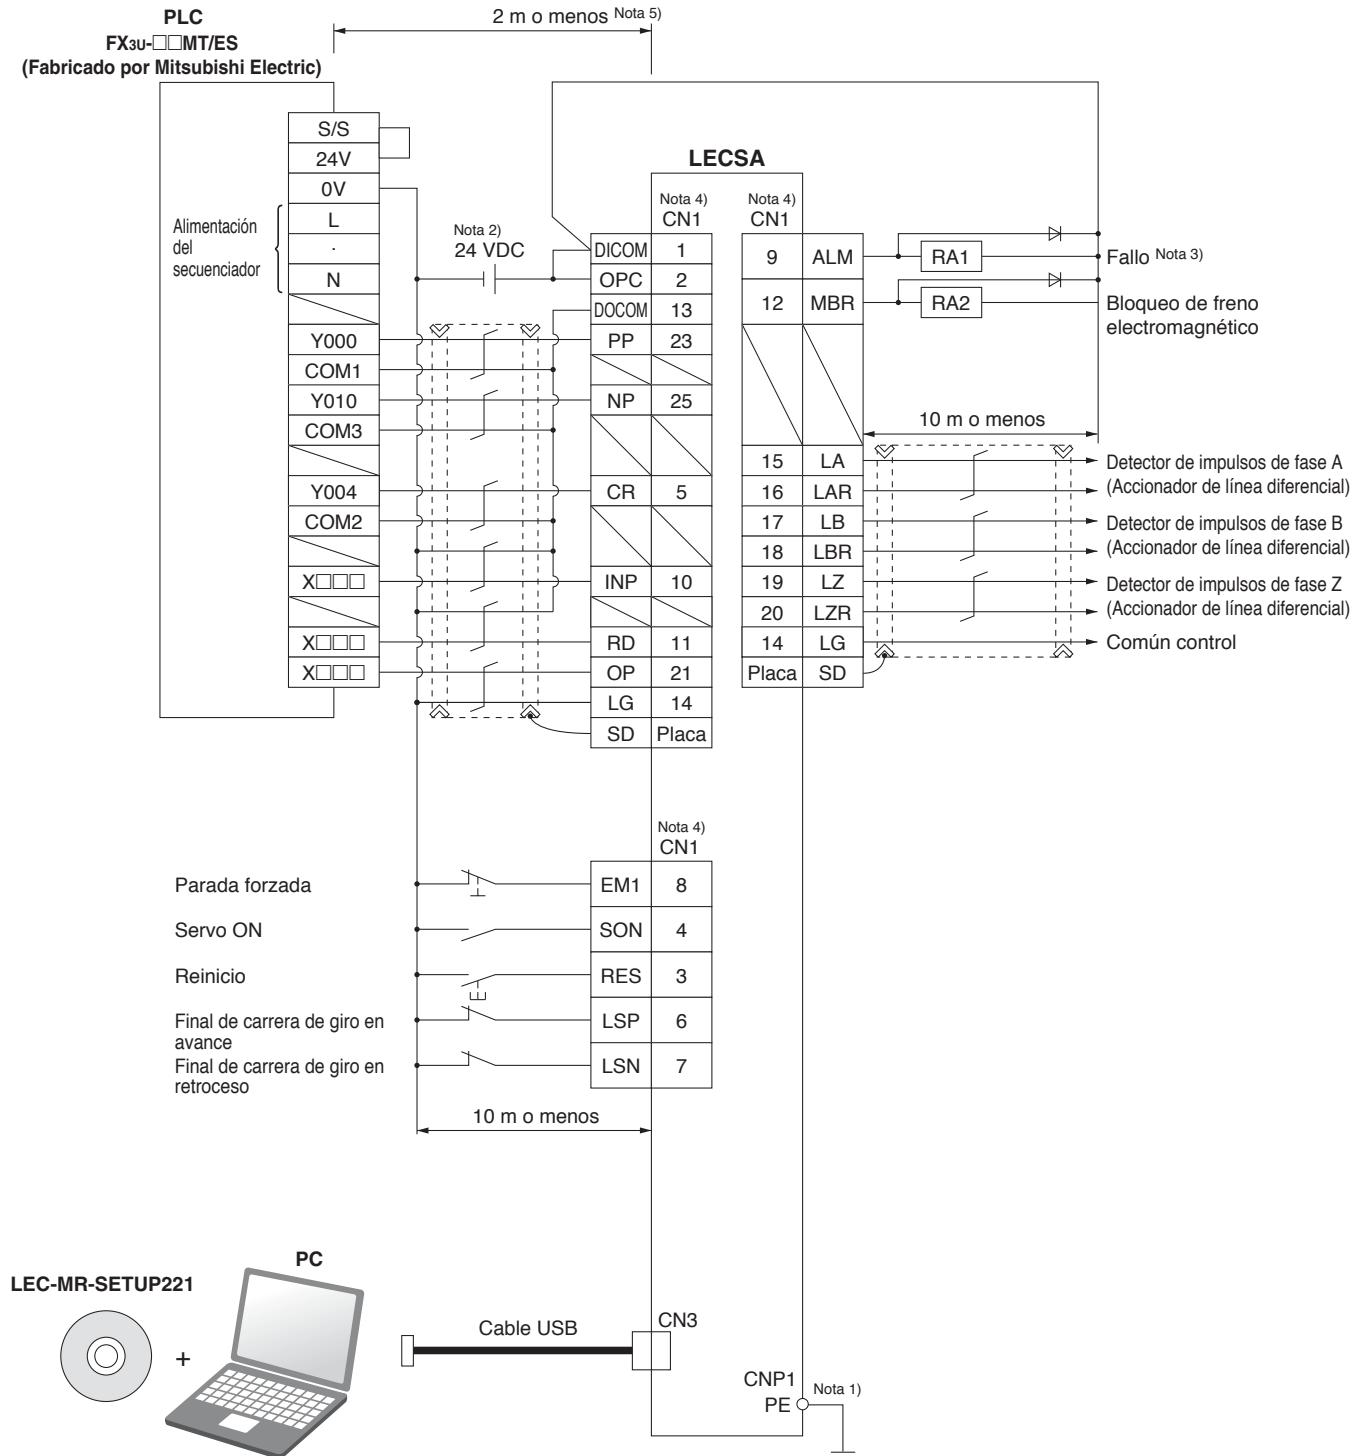 PLC
FX3U-□□MT/ES
(Fabricado por Mitsubishi Electric)
2 m o menos Nota 5)
S/S
24V
0V
L
·
N
Y000
COM1
Y010
COM3
Y004
COM2
X□□□
X□□□
X□□□
Alimentación
del
secuenciador
Nota 2)
24 VDC
LECSA
Nota 4)
CN1
DICOM 1
OPC 2
DOCOM 13
PP 23
NP 25
CR 5
INP 10
RD 11
OP 21
LG 14
SD Placa
Nota 4)
CN1
9 ALM
12 MBR
15 LA
16 LAR
17 LB
18 LBR
19 LZ
20 LZR
14 LG
Placa SD
RA1
Fallo Nota 3)
RA2
Bloqueo de freno
electromagnético
10 m o menos
Detector de impulsos de fase A
(Accionador de línea diferencial)
Detector de impulsos de fase B
(Accionador de línea diferencial)
Detector de impulsos de fase Z
(Accionador de línea diferencial)
Común control
Nota 4)
CN1
Parada forzada
EM1 8
Servo ON
SON 4
Reinicio
RES 3
Final de carrera de giro en
avance
LSP 6
Final de carrera de giro en
retroceso
LSN 7
10 m o menos
LEC-MR-SETUP221
+
PC
Cable USB
CN3
CNP1
PE
Nota 1)